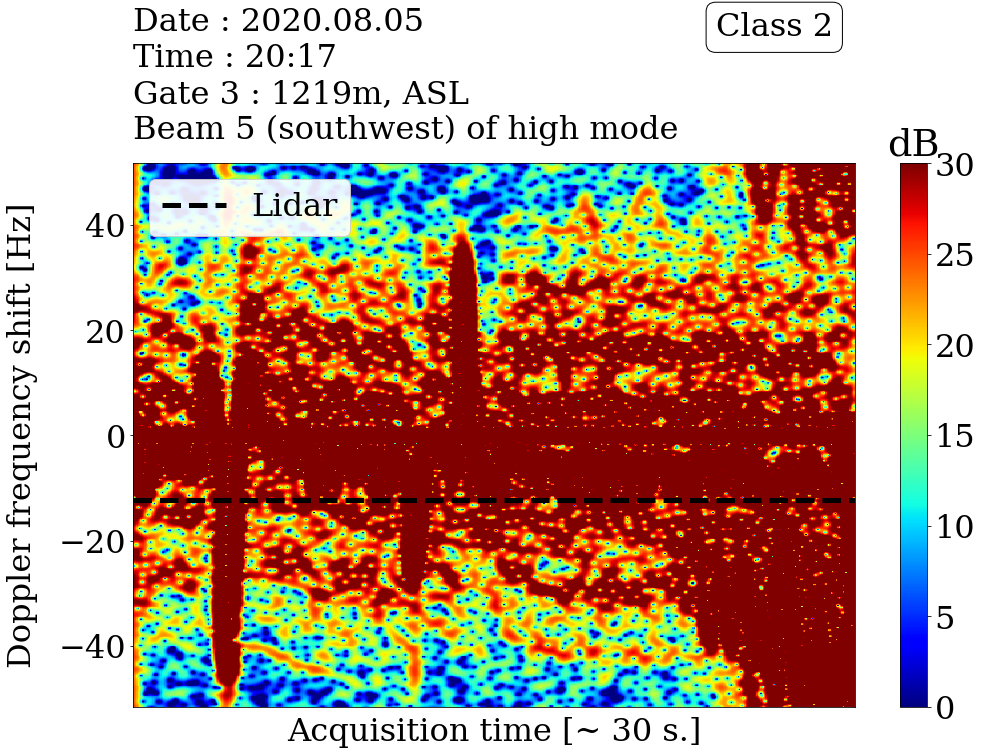 Date : 2020.08.05
Time : 20:17
Gate 3 : 1219m, ASL
Beam 5 (southwest) of high mode
Class 2
dB
Lidar
Doppler frequency shift [Hz]
40
20
0
−20
−40
30
25
20
15
10
5
0
Acquisition time [~ 30 s.]